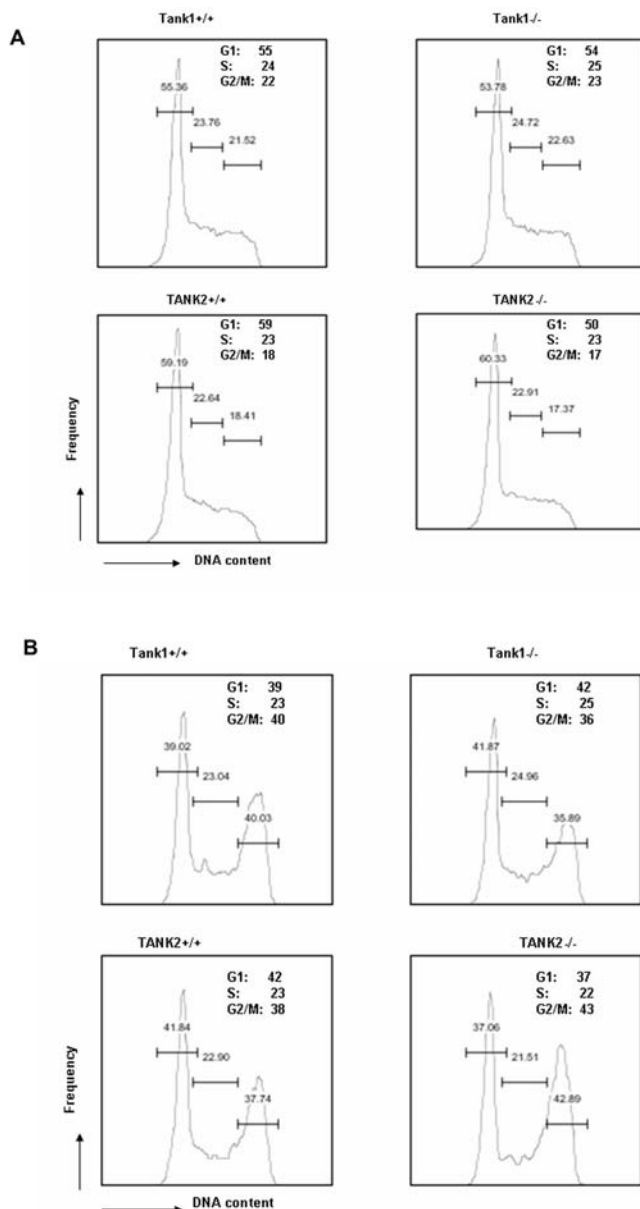 A
Tank1+/+
G1: 55
S: 24
G2/M: 22
55.36
23.76
21.52
Tank1-/-
G1: 54
S: 25
G2/M: 23
53.78
24.72
22.63
TANK2+/+
G1: 59
S: 23
G2/M: 18
59.19
22.64
18.41
TANK2-/-
G1: 50
S: 23
G2/M: 17
60.33
22.91
17.37
Frequency
DNA content
B
Tank1+/+
G1: 39
S: 23
G2/M: 40
39.02
23.04
40.03
Tank1-/-
G1: 42
S: 25
G2/M: 36
41.87
24.96
35.89
TANK2+/+
G1: 42
S: 23
G2/M: 38
41.84
22.90
37.74
TANK2-/-
G1: 37
S: 22
G2/M: 43
37.06
21.51
42.89
Frequency
DNA content